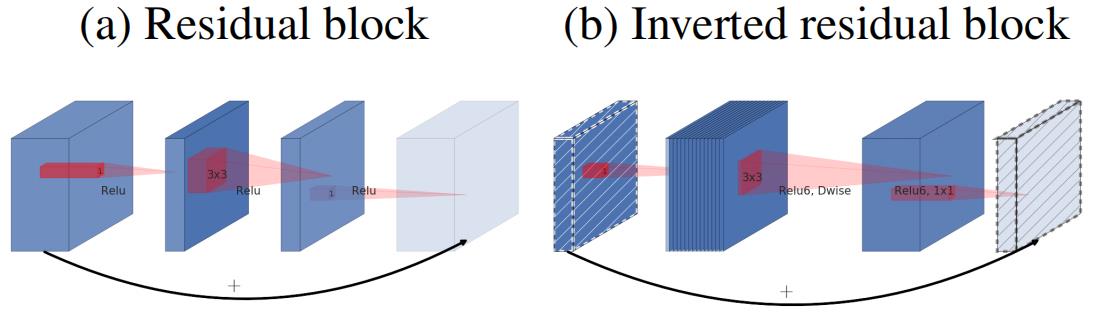 (a) Residual block
(b) Inverted residual block
1
Relu
3x3
Relu
1
Relu
+
1
3x3
Relu6, Dwise
Relu6, 1x1
+